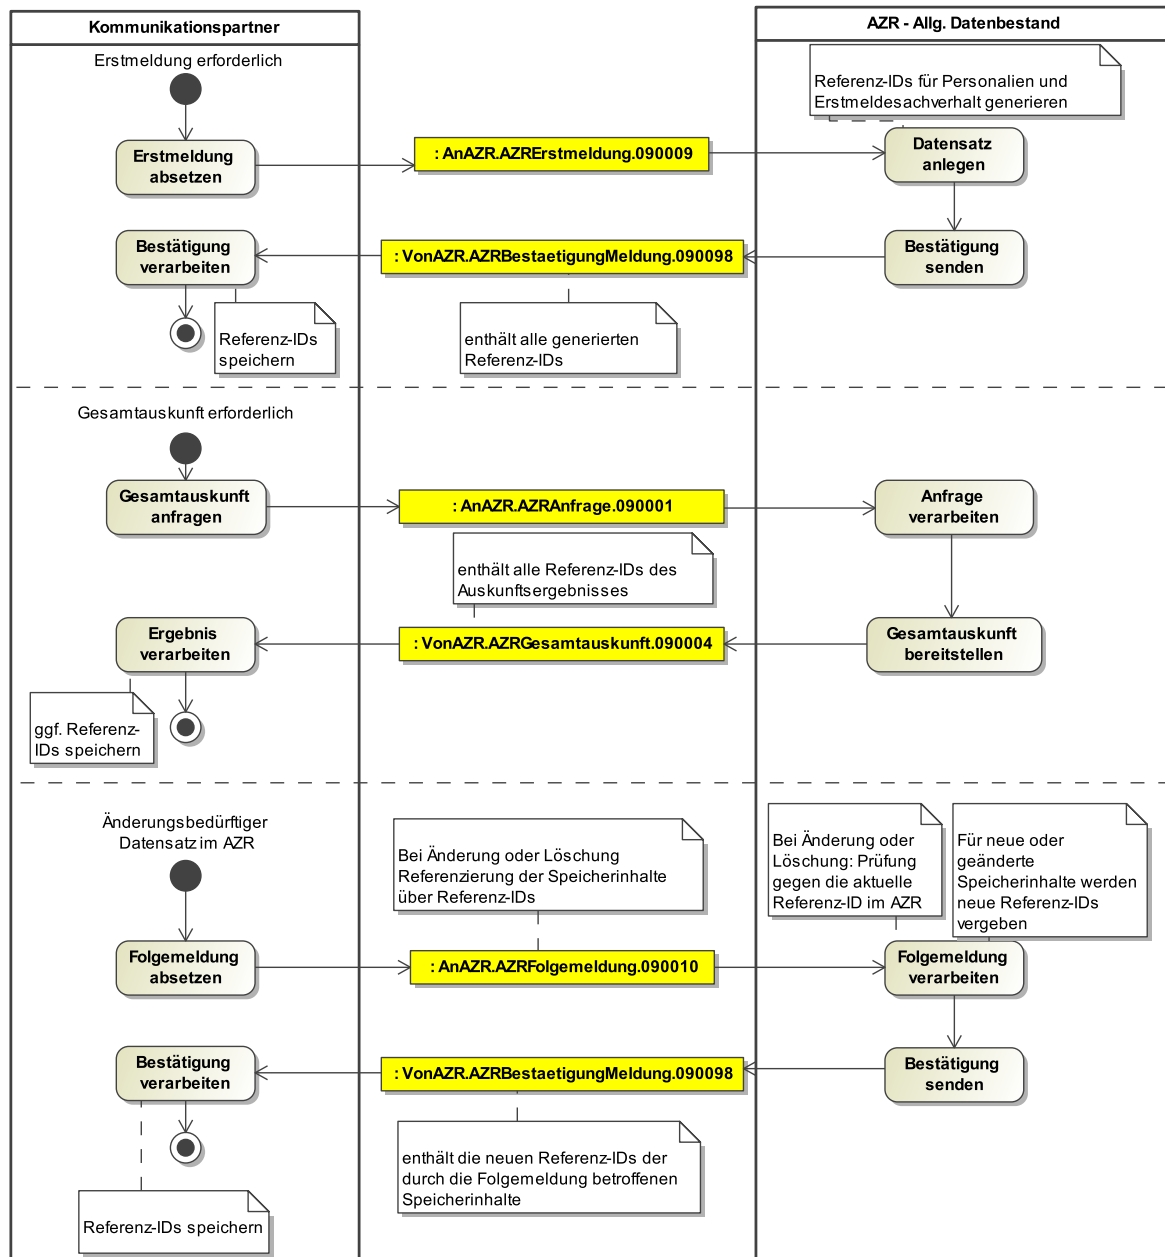 Kommunikationspartner
AZR - Allg. Datenbestand
Erstmeldung erforderlich
Referenz-IDs für Personalien und
Erstmeldesachverhalt generieren
Erstmeldung
absetzen
: AnAZR.AZRErstmeldung.090009
Datensatz
anlegen
Bestätigung
verarbeiten
: VonAZR.AZRBestaetigungMeldung.090098
Bestätigung
senden
Referenz-IDs
speichern
enthält alle generierten
Referenz-IDs
Gesamtauskunft erforderlich
Gesamtauskunft
anfragen
: AnAZR.AZRAnfrage.090001
Anfrage
verarbeiten
enthält alle Referenz-IDs des
Auskunftsergebnisses
Ergebnis
verarbeiten
: VonAZR.AZRGesamtauskunft.090004
Gesamtauskunft
bereitstellen
ggf. Referenz-
IDs speichern
Änderungsbedürftiger
Datensatz im AZR
Bei Änderung oder Löschung
Referenzierung der Speicherinhalte
über Referenz-IDs
Bei Änderung oder
Löschung: Prüfung
gegen die aktuelle
Referenz-ID im AZR
Für neue oder
geänderte
Speicherinhalte werden
neue Referenz-IDs
vergeben
Folgemeldung
absetzen
: AnAZR.AZRFolgemeldung.090010
Folgemeldung
verarbeiten
Bestätigung
verarbeiten
: VonAZR.AZRBestaetigungMeldung.090098
Bestätigung
senden
enthält die neuen Referenz-IDs der
durch die Folgemeldung betroffenen
Speicherinhalte
Referenz-IDs speichern